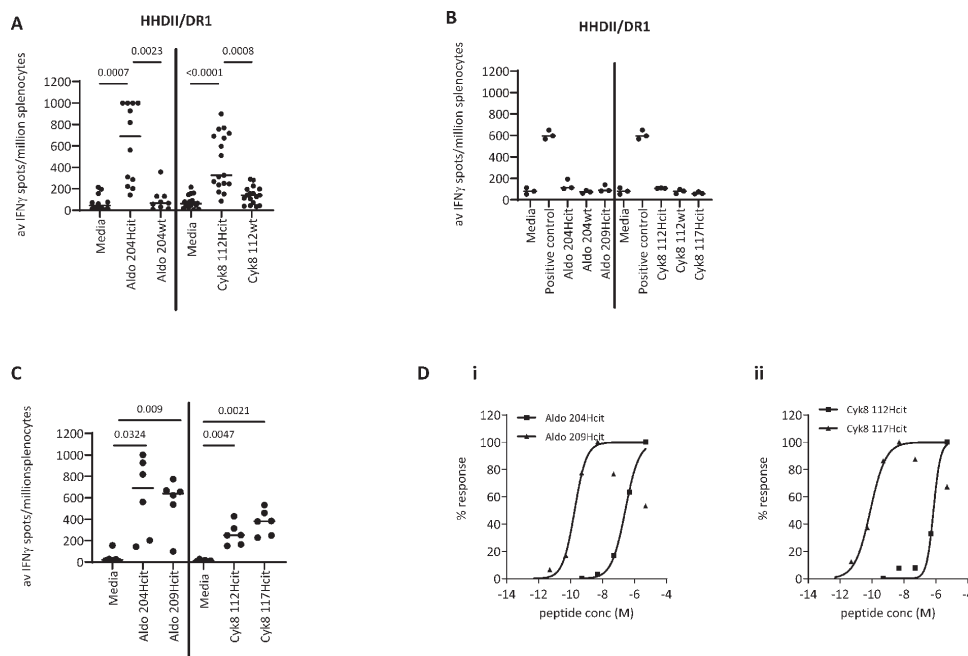 A
HHDII/DR1
0.0007
0.0023
<0.0001
0.0008
av IFNγ spots/million splenocytes
1200
1000
800
600
400
200
0
Media
Aldo 204Hcit
Aldo 204wt
Media
Cyk8 112Hcit
Cyk8 112wt
B
HHDII/DR1
av IFNγ spots/million splenocytes
1200
1000
800
600
400
200
0
Media
Positive control
Aldo 204Hcit
Aldo 204wt
Aldo 209Hcit
Media
Positive control
Cyk8 112Hcit
Cyk8 112wt
Cyk8 117Hcit
C
0.009
0.0324
0.0021
0.0047
av IFNγ spots/millionsplenocytes
1000
800
600
400
200
0
Media
Aldo 204Hcit
Aldo 209Hcit
Media
Cyk8 112Hcit
Cyk8 117Hcit
D
i
Aldo 204Hcit
Aldo 209Hcit
% response
120
100
80
60
40
20
0
-14 -12 -10 -8 -6 -4
peptide conc (M)
ii
Cyk8 112Hcit
Cyk8 117Hcit
% response
120
100
80
60
40
20
0
-14 -12 -10 -8 -6 -4
peptide conc (M)